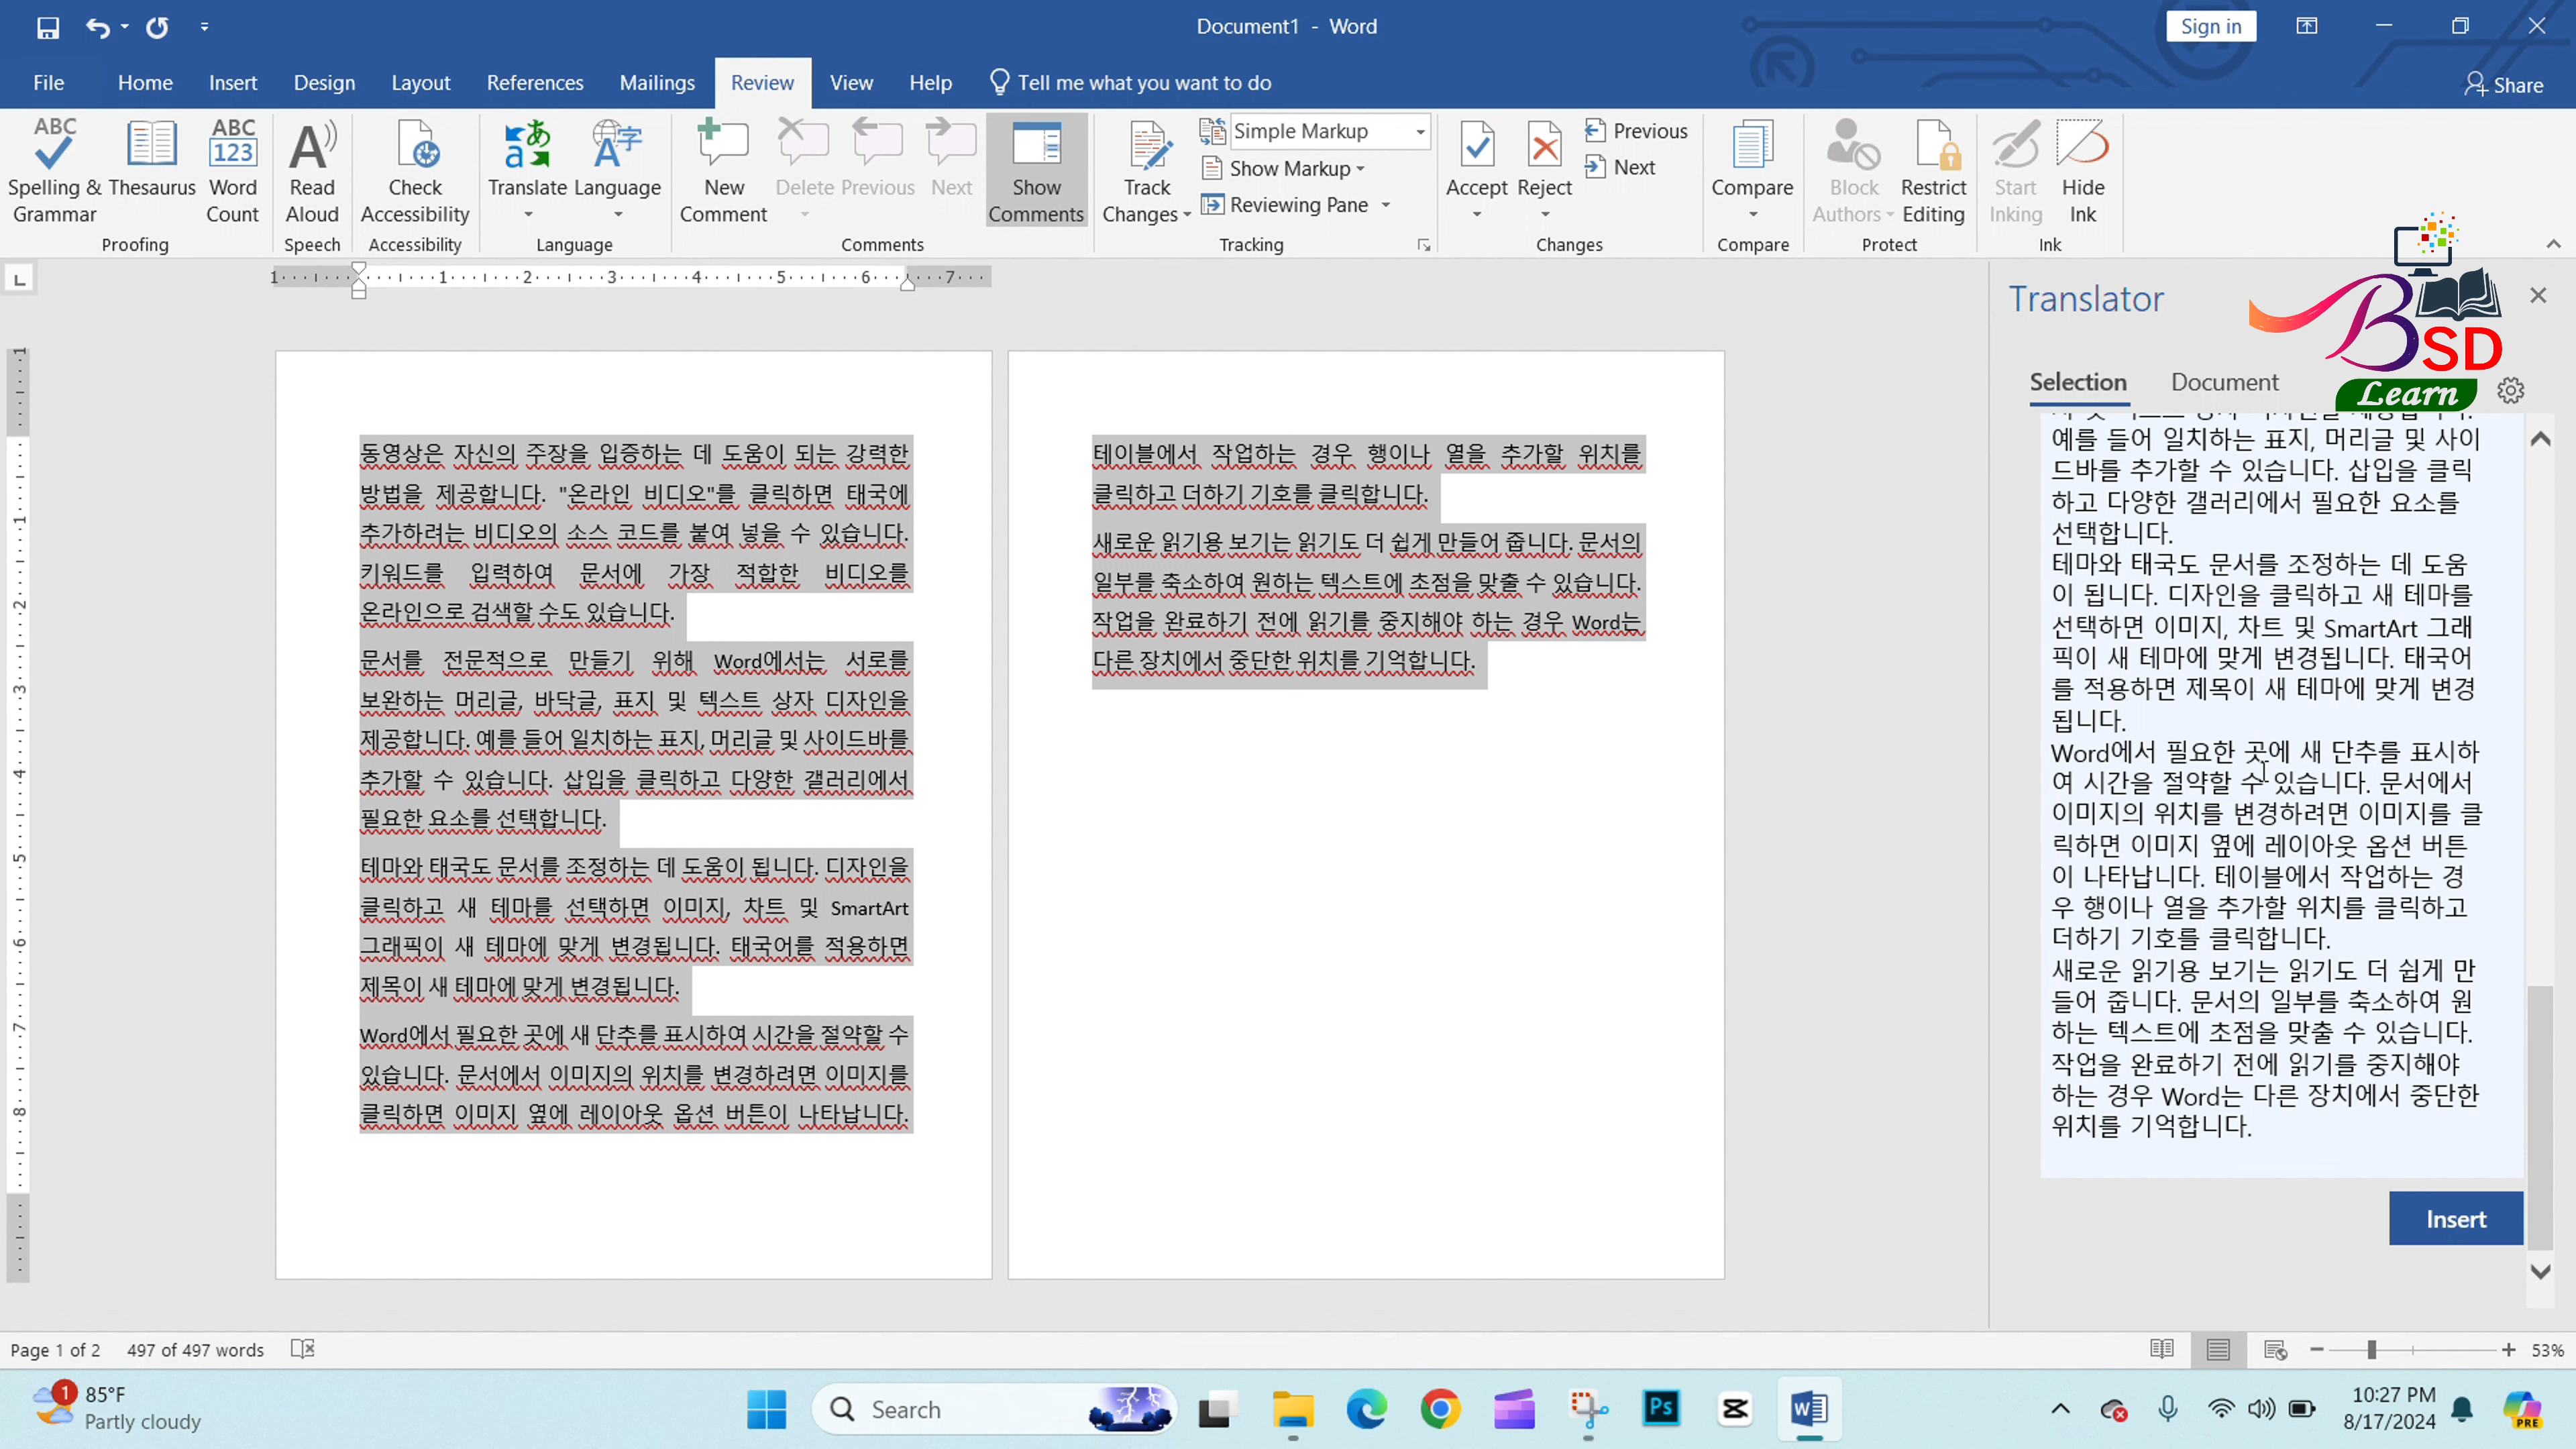 Document1 - Word
Sign in
File Home Insert Design Layout References Mailings Review View Help Tell me what you want to do
Share
Spelling & Grammar
Thesaurus
Word Count
Read Aloud
Check Accessibility
Translate
Language
New Comment
Delete
Previous
Next
Show Comments
Track Changes
Simple Markup
Show Markup
Reviewing Pane
Accept
Reject
Previous
Next
Compare
Block Authors
Restrict Editing
Start Inking
Hide Ink
Proofing Speech Accessibility Language Comments Tracking Changes Compare Protect Ink
동영상은 자신의 주장을 입증하는 데 도움이 되는 강력한
방법을 제공합니다. "온라인 비디오"를 클릭하면 태국에
추가하려는 비디오의 소스 코드를 붙여 넣을 수 있습니다.
키워드를 입력하여 문서에 가장 적합한 비디오를
온라인으로 검색할 수도 있습니다.
문서를 전문적으로 만들기 위해 Word에서는 서로를
보완하는 머리글, 바닥글, 표지 및 텍스트 상자 디자인을
제공합니다. 예를 들어 일치하는 표지, 머리글 및 사이드바를
추가할 수 있습니다. 삽입을 클릭하고 다양한 갤러리에서
필요한 요소를 선택합니다.
테마와 태국도 문서를 조정하는 데 도움이 됩니다. 디자인을
클릭하고 새 테마를 선택하면 이미지, 차트 및 SmartArt
그래픽이 새 테마에 맞게 변경됩니다. 태국어를 적용하면
제목이 새 테마에 맞게 변경됩니다.
Word에서 필요한 곳에 새 단추를 표시하여 시간을 절약할 수
있습니다. 문서에서 이미지의 위치를 변경하려면 이미지를
클릭하면 이미지 옆에 레이아웃 옵션 버튼이 나타납니다.
테이블에서 작업하는 경우 행이나 열을 추가할 위치를
클릭하고 더하기 기호를 클릭합니다.
새로운 읽기용 보기는 읽기도 더 쉽게 만들어 줍니다. 문서의
일부를 축소하여 원하는 텍스트에 초점을 맞출 수 있습니다.
작업을 완료하기 전에 읽기를 중지해야 하는 경우 Word는
다른 장치에서 중단한 위치를 기억합니다.
Translator
BSD
Learn
Selection Document
예를 들어 일치하는 표지, 머리글 및 사이
드바를 추가할 수 있습니다. 삽입을 클릭
하고 다양한 갤러리에서 필요한 요소를
선택합니다.
테마와 태국도 문서를 조정하는 데 도움
이 됩니다. 디자인을 클릭하고 새 테마를
선택하면 이미지, 차트 및 SmartArt 그래
픽이 새 테마에 맞게 변경됩니다. 태국어
를 적용하면 제목이 새 테마에 맞게 변경
됩니다.
Word에서 필요한 곳에 새 단추를 표시하
여 시간을 절약할 수 있습니다. 문서에서
이미지의 위치를 변경하려면 이미지를 클
릭하면 이미지 옆에 레이아웃 옵션 버튼
이 나타납니다. 테이블에서 작업하는 경
우 행이나 열을 추가할 위치를 클릭하고
더하기 기호를 클릭합니다.
새로운 읽기용 보기는 읽기도 더 쉽게 만
들어 줍니다. 문서의 일부를 축소하여 원
하는 텍스트에 초점을 맞출 수 있습니다.
작업을 완료하기 전에 읽기를 중지해야
하는 경우 Word는 다른 장치에서 중단한
위치를 기억합니다.
Insert
Page 1 of 2 497 of 497 words
53%
1
85°F
Partly cloudy
Search
Ps
PRE
10:27 PM
8/17/2024